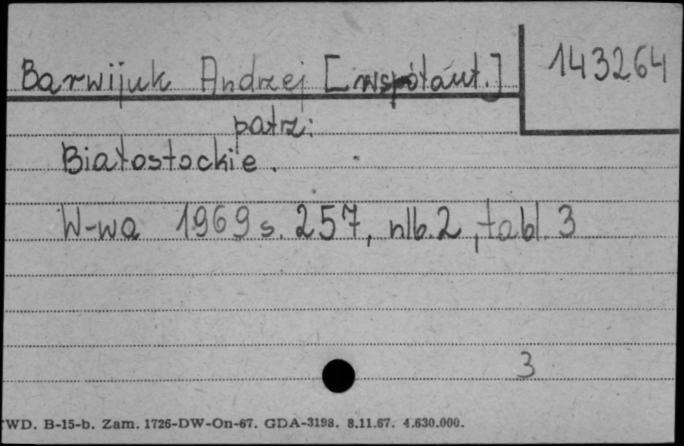 Barwijuk Andrzej [współaut.] 143264
patrz:
Białostockie.
W-wa 1969 s. 257, nlb. 2, tabl. 3
3
WD. B-15-b. Zam. 1726-DW-On-67. GDA-3198. 8.11.67. 4.630.000.